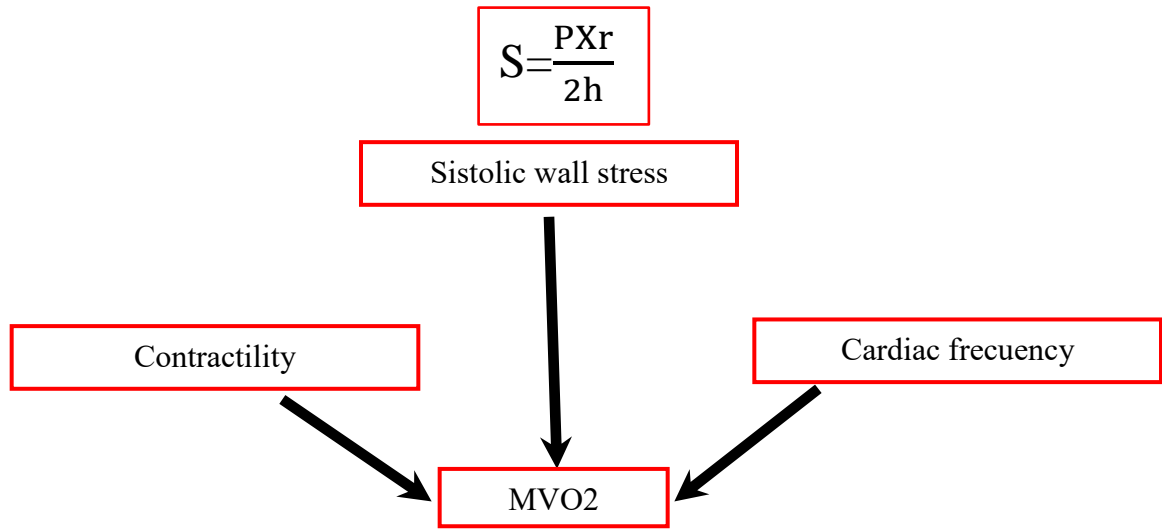 S=PXr/2h
Sistolic wall stress
Contractility
Cardiac frecuency
MVO2